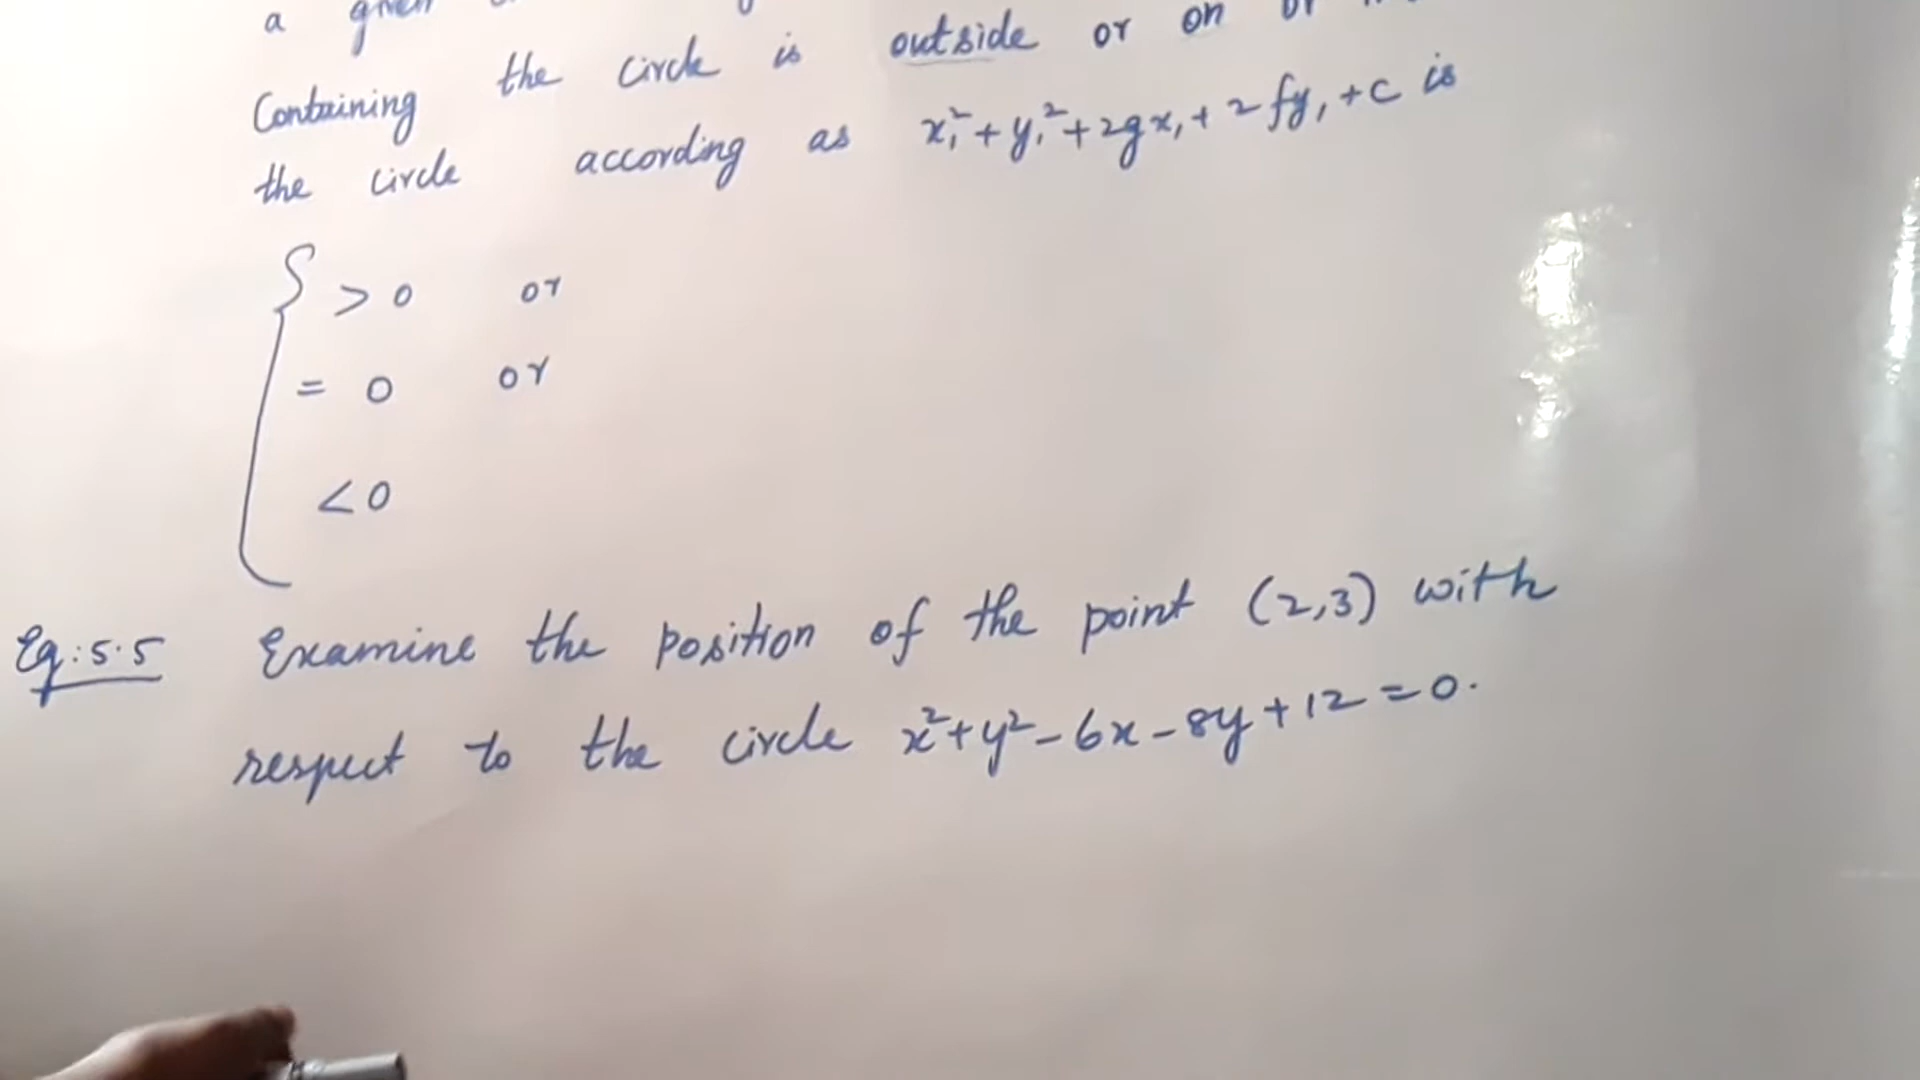 a
Containing the circle is outside or on or
the circle according as x₁²+y₁²+2gx₁+2fy₁+c is
{ > 0 or
= 0 or
< 0
Eg:5.5 Examine the position of the point (2,3) with
respect to the circle x²+y²-6x-8y+12=0.